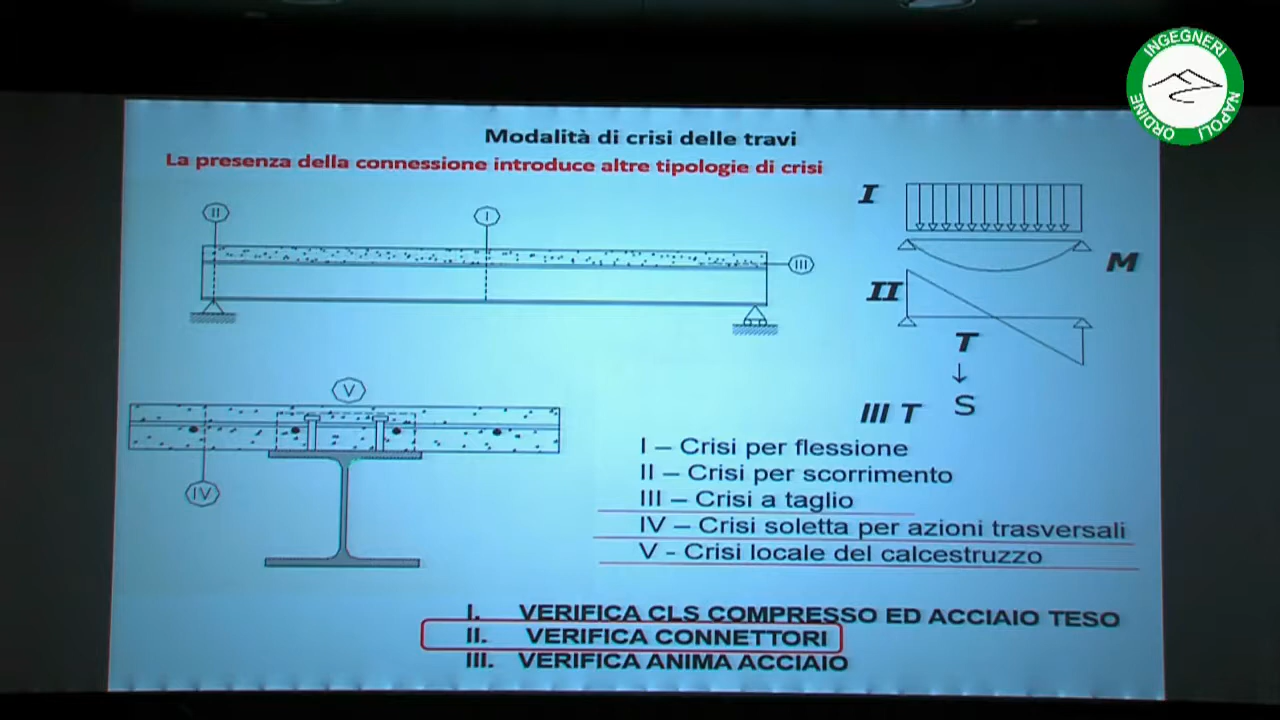 INGEGNERI
ORDINE NAPOLI
Modalità di crisi delle travi
La presenza della connessione introduce altre tipologie di crisi
II
I
III
I
M
II
T
↓
S
III T
V
IV
I – Crisi per flessione
II – Crisi per scorrimento
III – Crisi a taglio
IV – Crisi soletta per azioni trasversali
V - Crisi locale del calcestruzzo
I. VERIFICA CLS COMPRESSO ED ACCIAIO TESO
II. VERIFICA CONNETTORI
III. VERIFICA ANIMA ACCIAIO